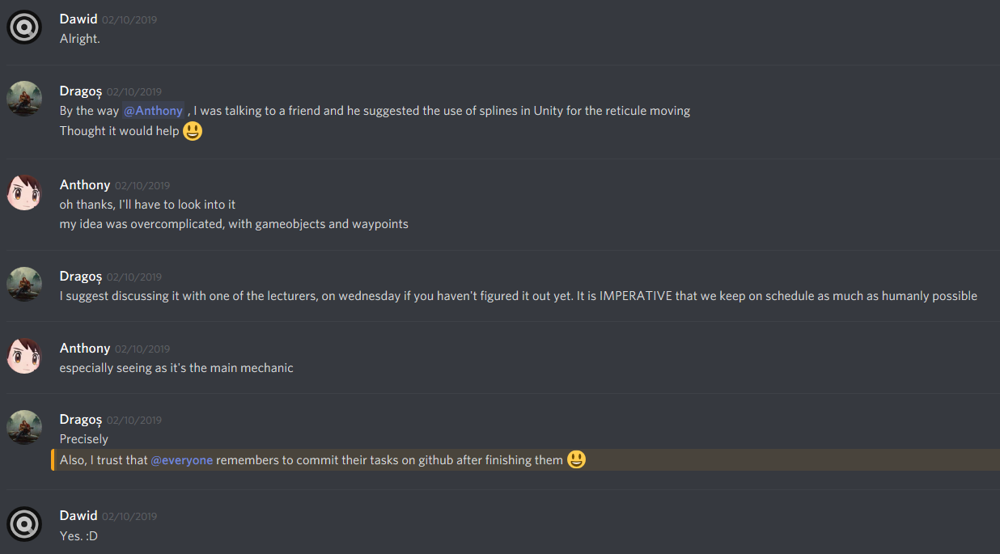 Dawid 02/10/2019
Alright.
Dragoș 02/10/2019
By the way @Anthony , I was talking to a friend and he suggested the use of splines in Unity for the reticule moving
Thought it would help 😃
Anthony 02/10/2019
oh thanks, I'll have to look into it
my idea was overcomplicated, with gameobjects and waypoints
Dragoș 02/10/2019
I suggest discussing it with one of the lecturers, on wednesday if you haven't figured it out yet. It is IMPERATIVE that we keep on schedule as much as humanly possible
Anthony 02/10/2019
especially seeing as it's the main mechanic
Dragoș 02/10/2019
Precisely
Also, I trust that @everyone remembers to commit their tasks on github after finishing them 😃
Dawid 02/10/2019
Yes. :D